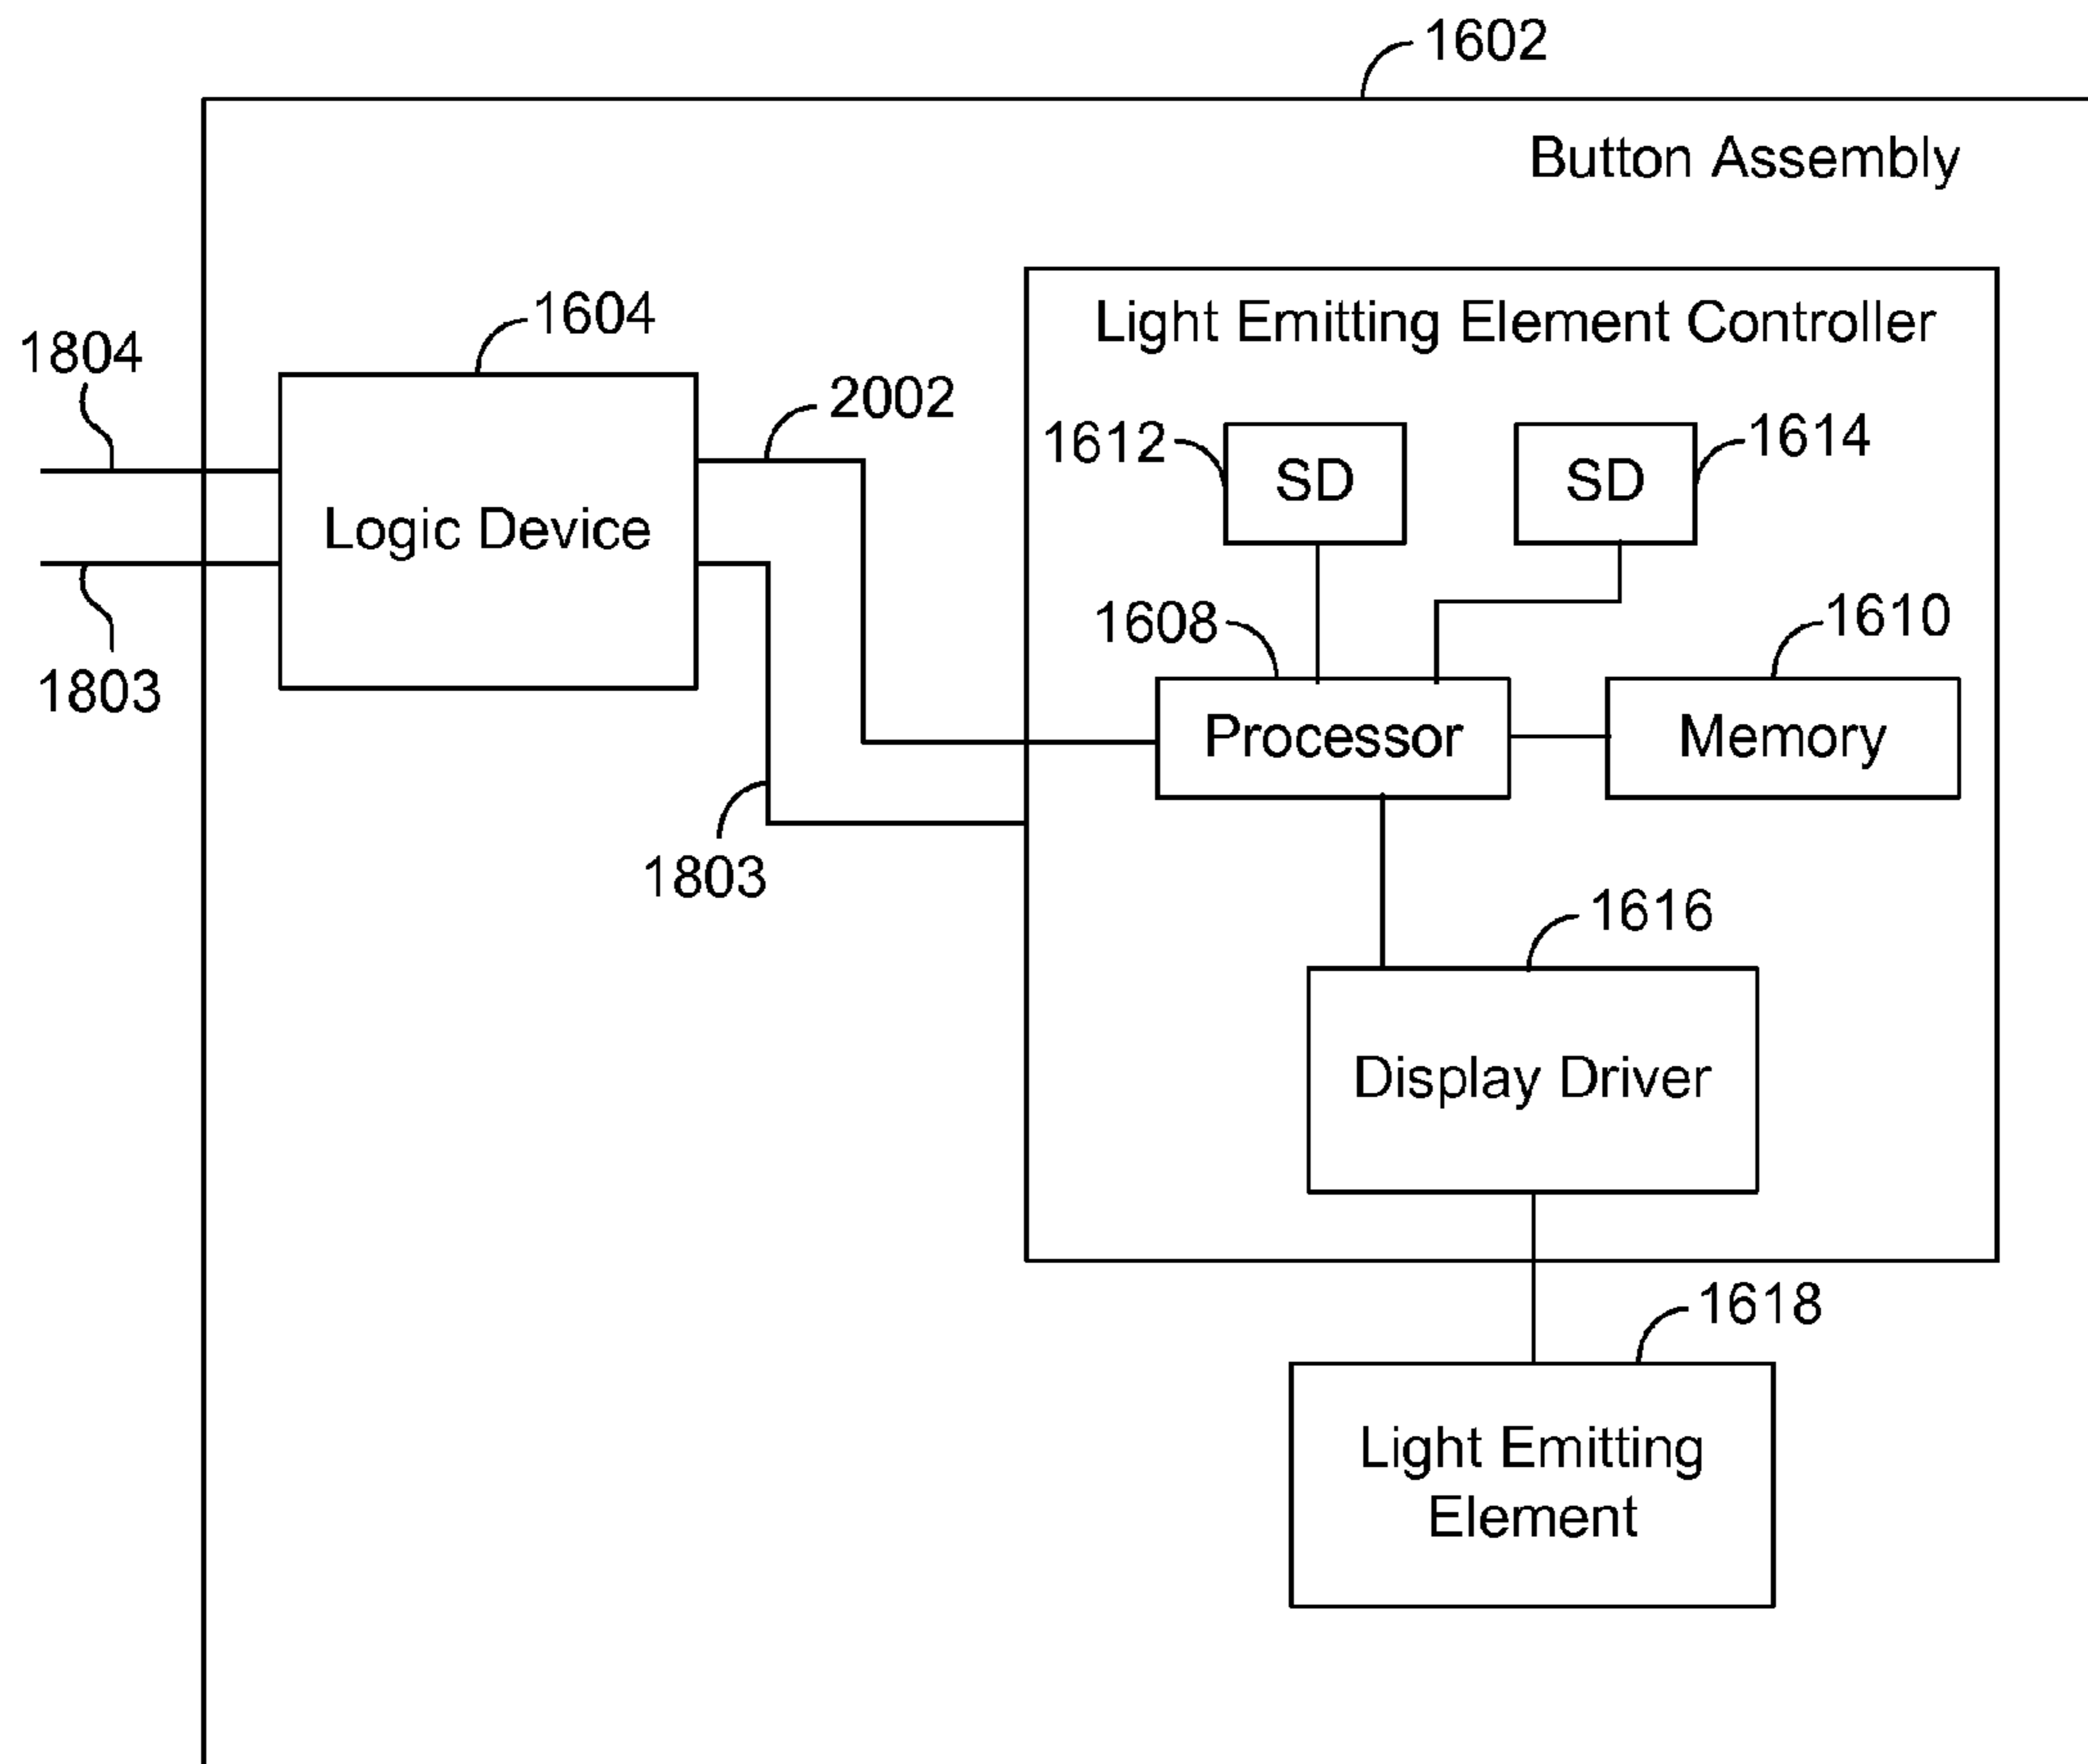 1602
Button Assembly
1604
1804
Logic Device
1803
2002
1803
Light Emitting Element Controller
1612
SD
SD
1614
1608
1610
Processor
Memory
1616
Display Driver
1618
Light Emitting
Element